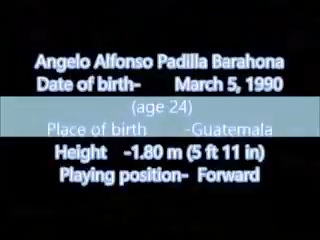 Angelo Alfonso Padilla Barahona
Date of birth- March 5, 1990
(age 24)
Place of birth -Guatemala
Height -1.80 m (5 ft 11 in)
Playing position- Forward